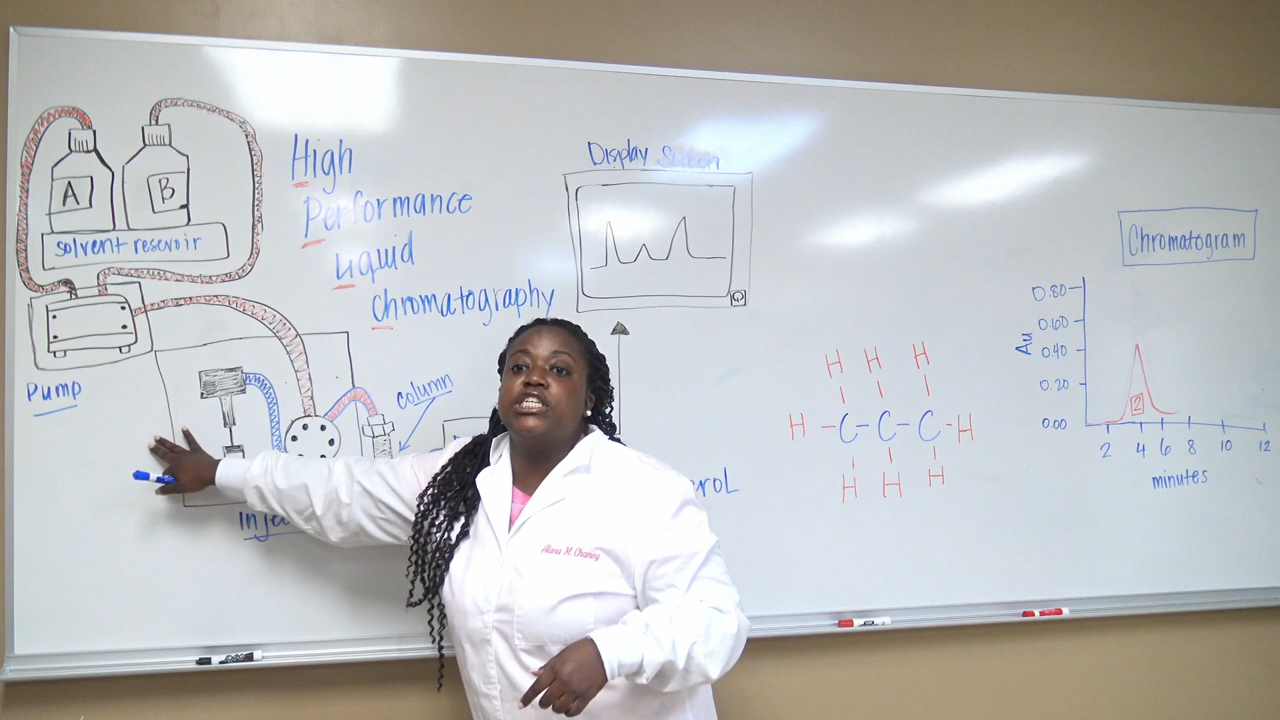 A
B
solvent reservoir
High
Performance
Liquid
chromatography
Display Screen
Pump
column
Alana M. Chaney
H H H
H - C - C - C - H
H H H
Chromatogram
Au
0.80
0.60
0.40
0.20
0.00
2
2 4 6 8 10 12
minutes
EXPO